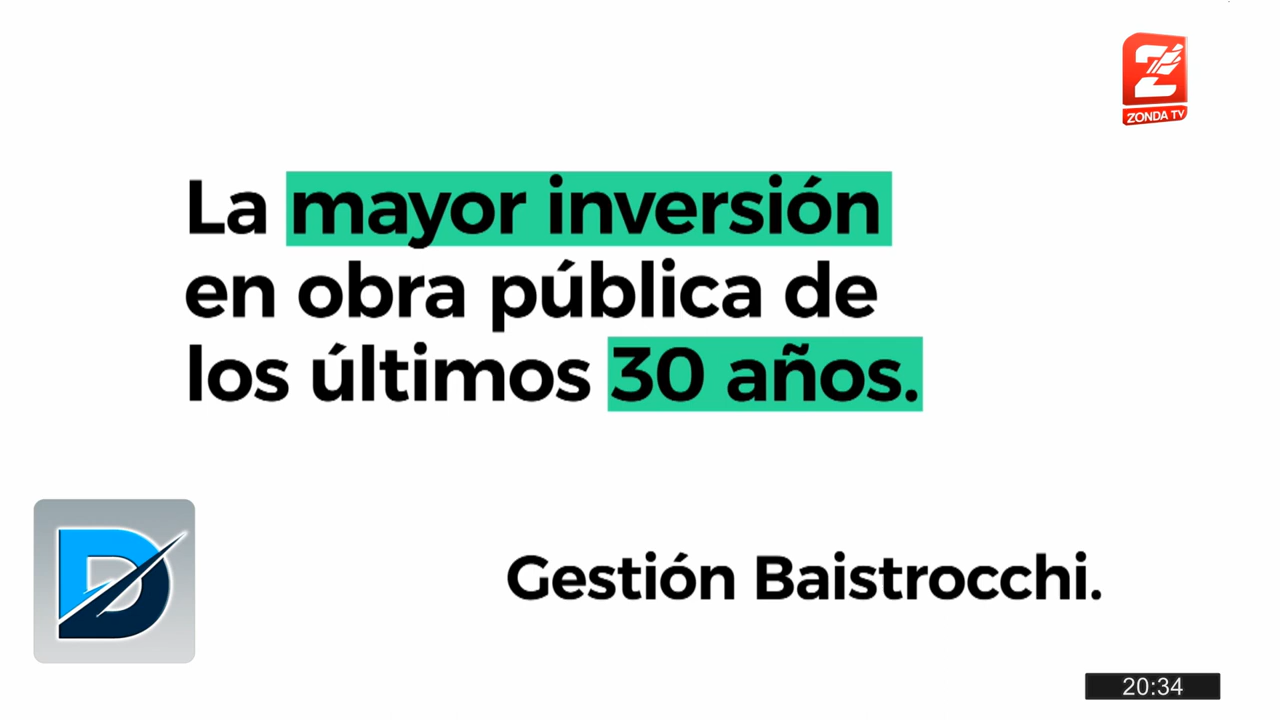 ZONDA TV
La mayor inversión
en obra pública de
los últimos 30 años.
Gestión Baistrocchi.
20:34